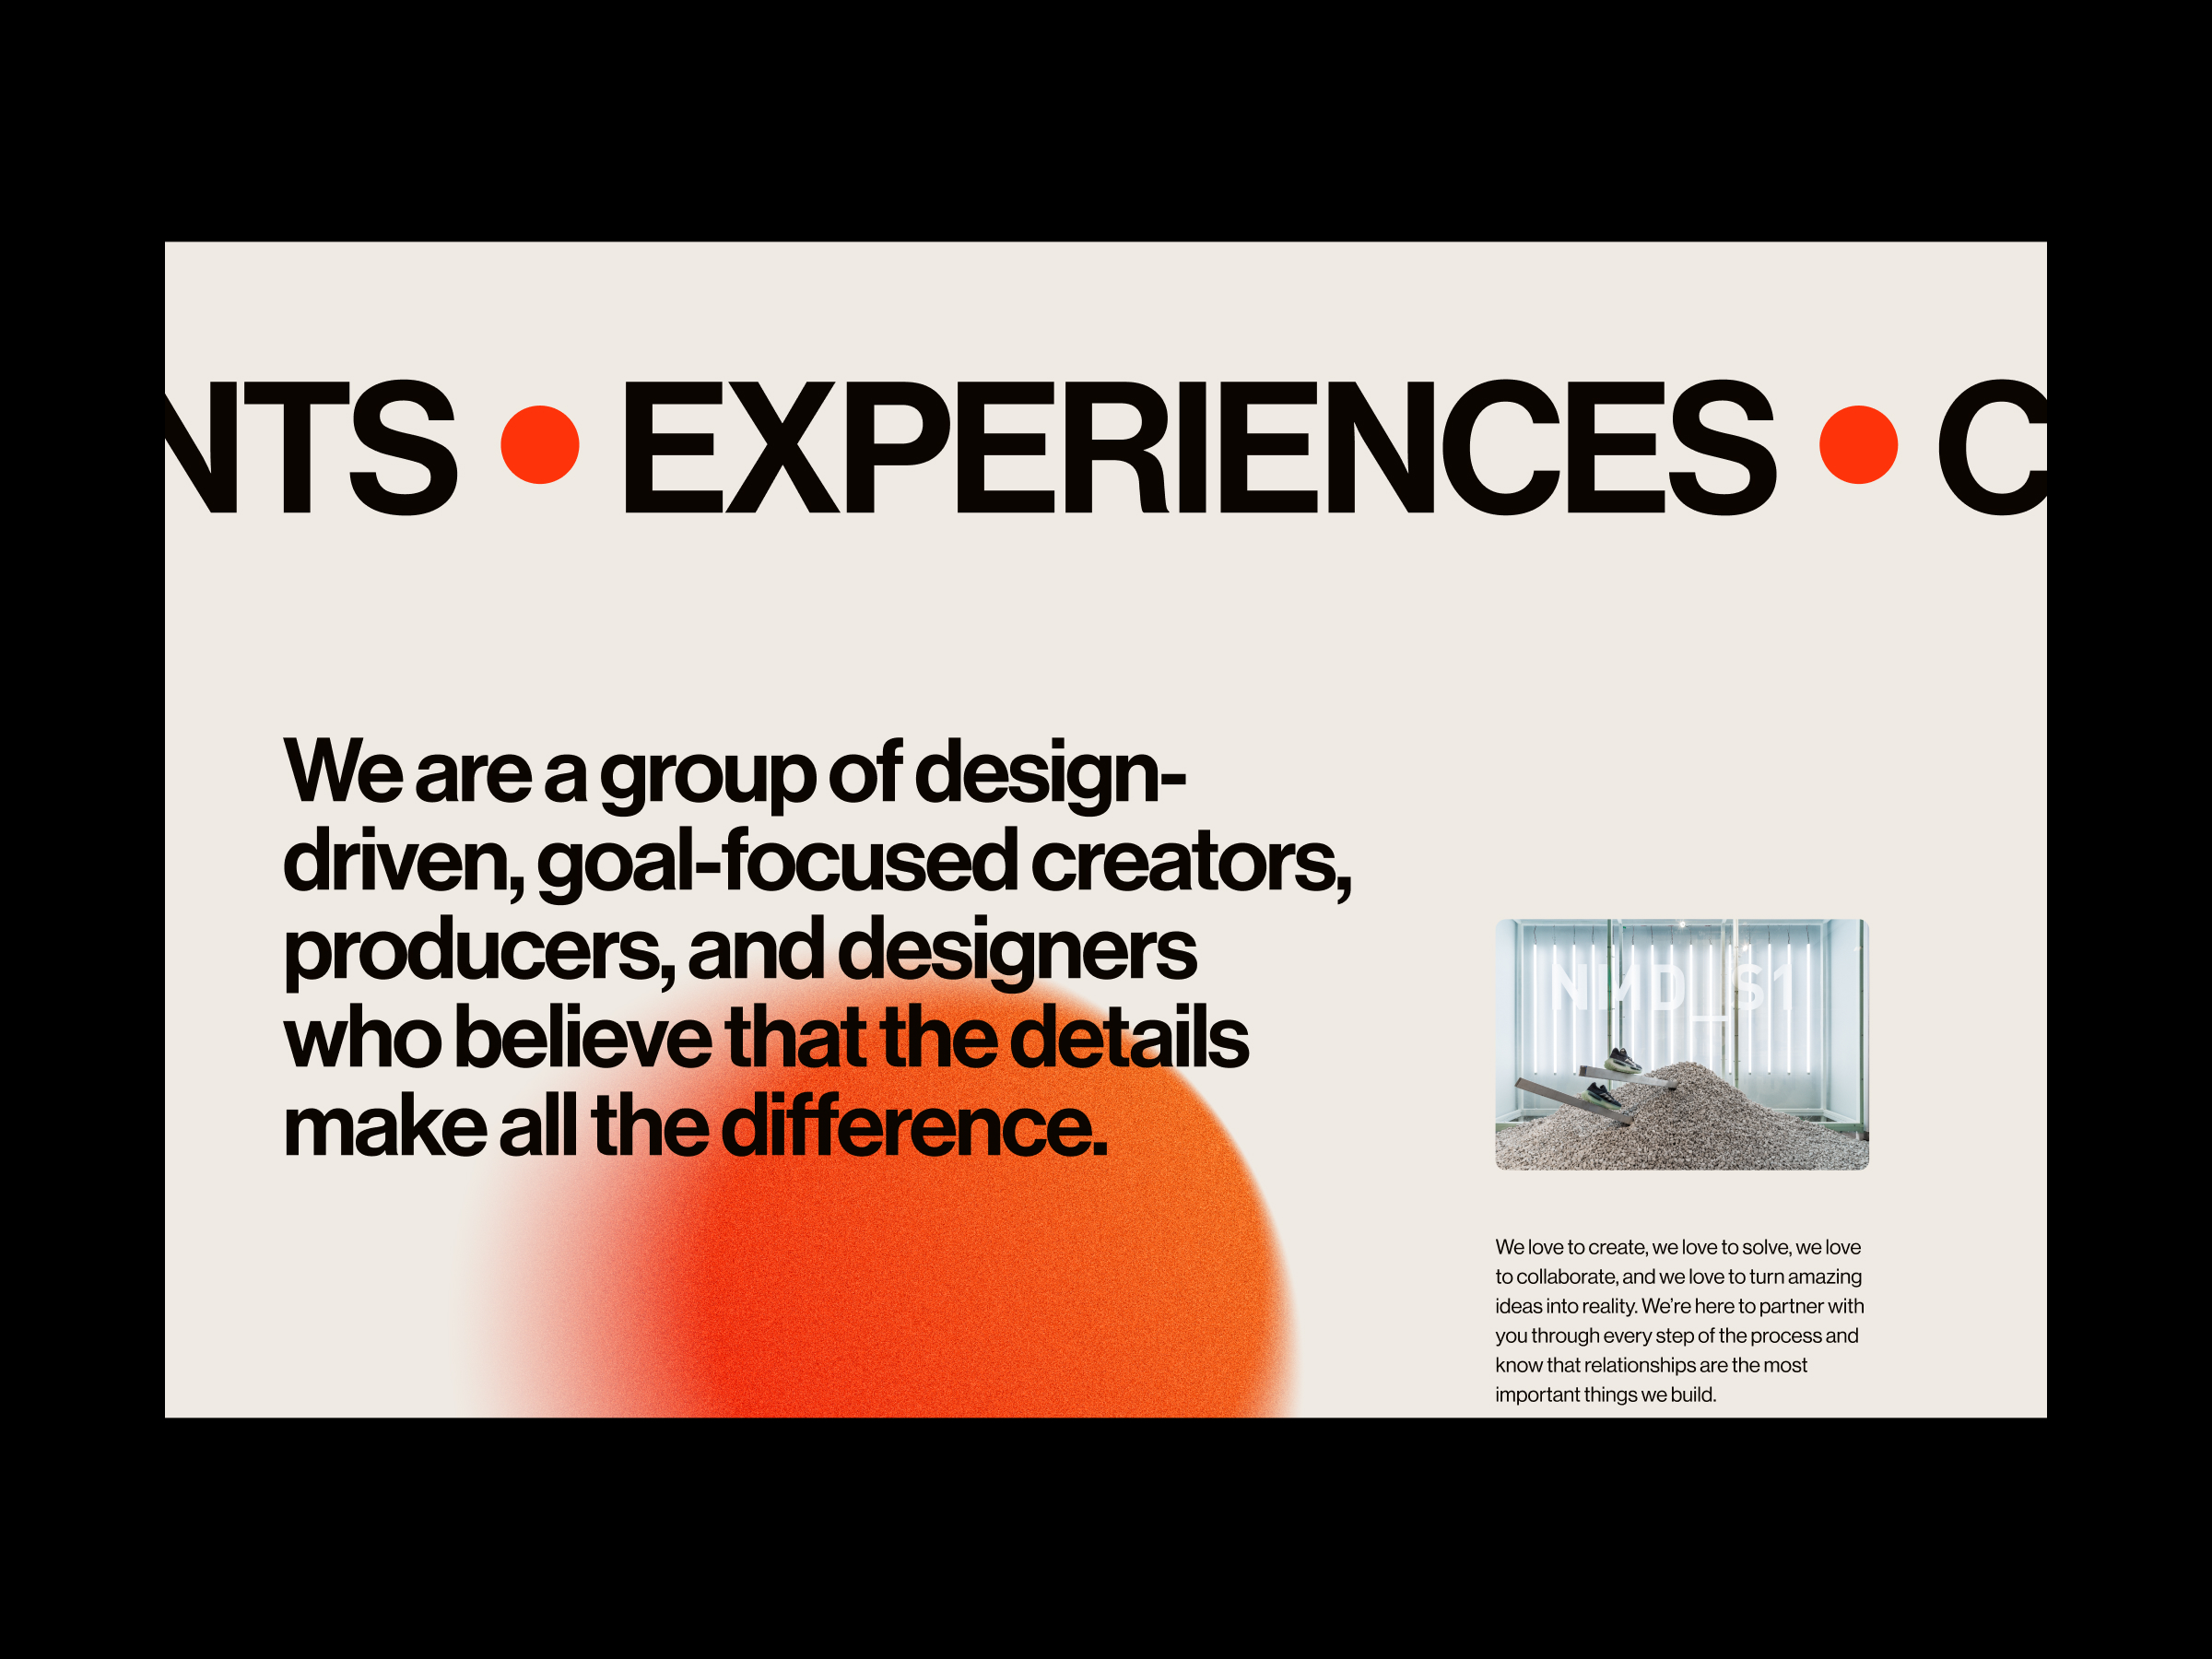 NTS • EXPERIENCES • C
We are a group of design-
driven, goal-focused creators,
producers, and designers
who believe that the details
make all the difference.
NMD_S1
We love to create, we love to solve, we love
to collaborate, and we love to turn amazing
ideas into reality. We're here to partner with
you through every step of the process and
know that relationships are the most
important things we build.